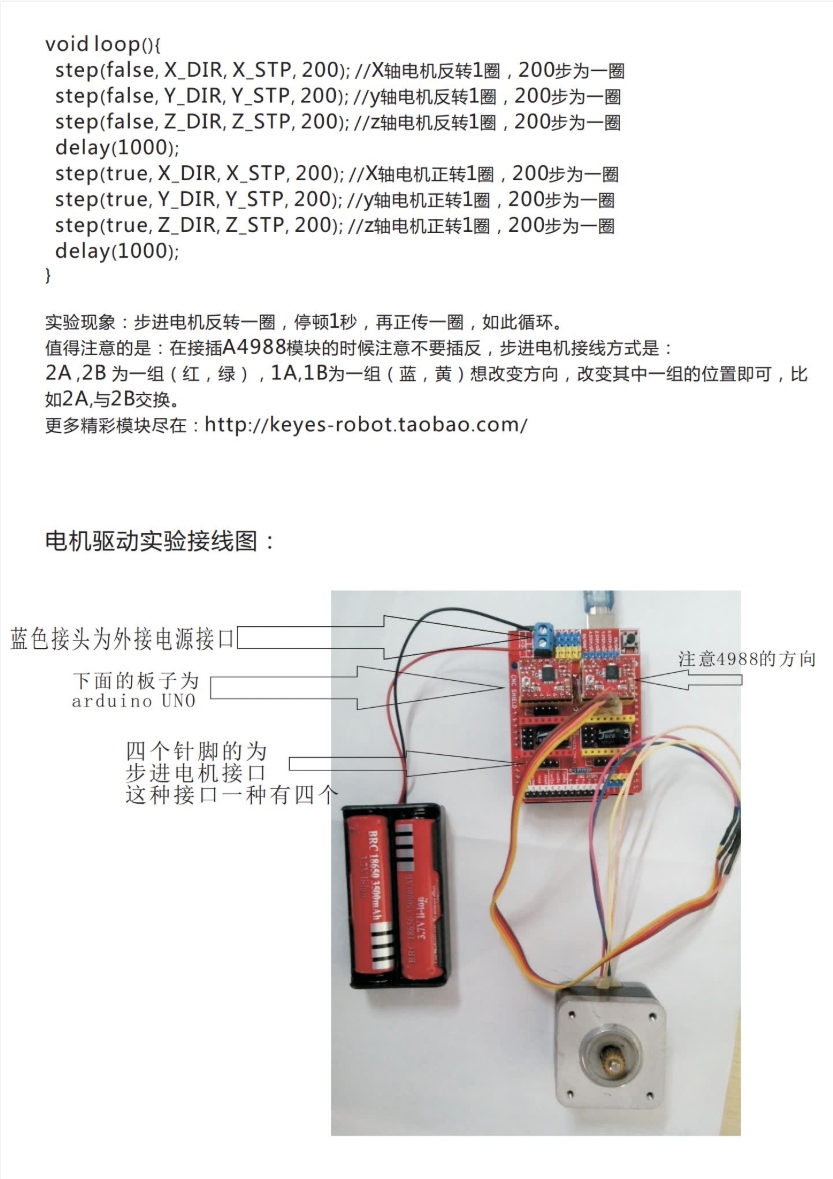 void loop(){
step(false, X_DIR, X_STP, 200); //X轴电机反转1圈，200步为一圈
step(false, Y_DIR, Y_STP, 200); //y轴电机反转1圈，200步为一圈
step(false, Z_DIR, Z_STP, 200); //z轴电机反转1圈，200步为一圈
delay(1000);
step(true, X_DIR, X_STP, 200); //X轴电机正转1圈，200步为一圈
step(true, Y_DIR, Y_STP, 200); //y轴电机正转1圈，200步为一圈
step(true, Z_DIR, Z_STP, 200); //z轴电机正转1圈，200步为一圈
delay(1000);
}
实验现象：步进电机反转一圈，停顿1秒，再正传一圈，如此循环。
值得注意的是：在接插A4988模块的时候注意不要插反，步进电机接线方式是：
2A ,2B 为一组（红，绿），1A,1B为一组（蓝，黄）想改变方向，改变其中一组的位置即可，比
如2A,与2B交换。
更多精彩模块尽在：http://keyes-robot.taobao.com/
电机驱动实验接线图：
蓝色接头为外接电源接口
注意4988的方向
下面的板子为
arduino UNO
四个针脚的为
步进电机接口
这种接口一种有四个
CNC SHIELD
BRC 18650 3500mAh
3.7V li-ion
BRC 18650
3.7V li-ion